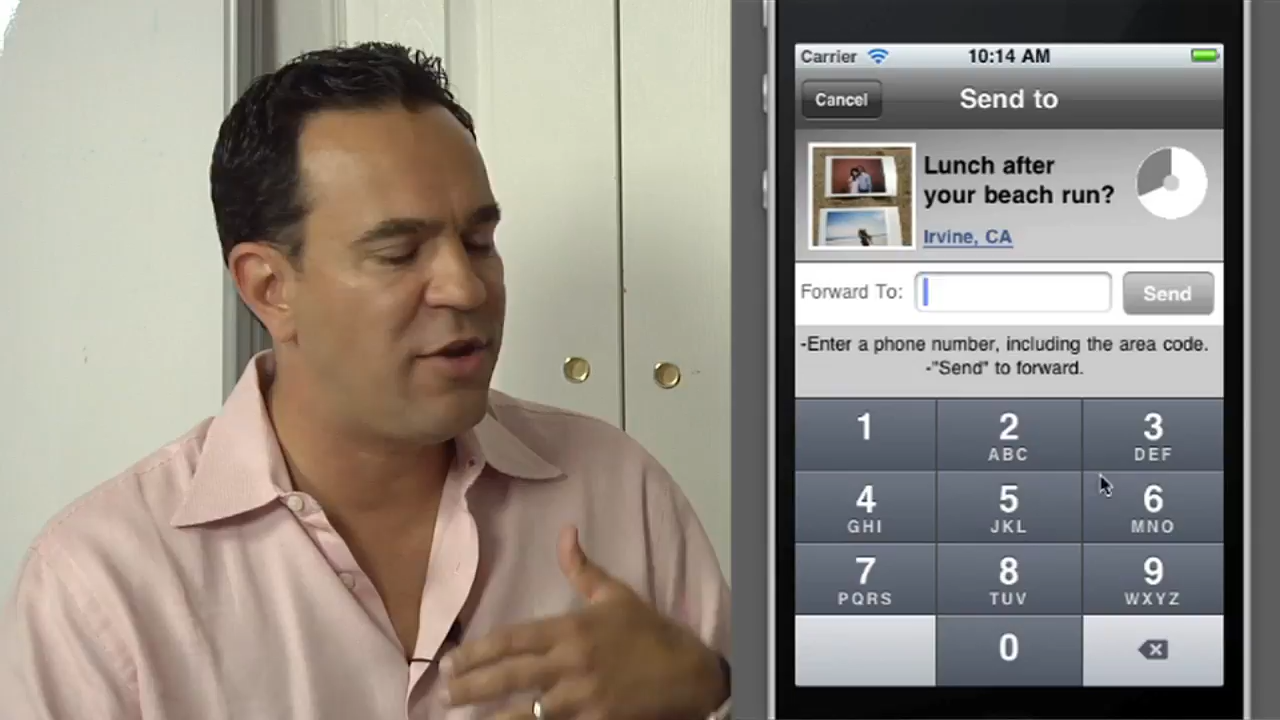 Carrier 10:14 AM
Cancel Send to
Lunch after
your beach run?
Irvine, CA
Forward To: Send
-Enter a phone number, including the area code.
-"Send" to forward.
1 2 3
ABC DEF
4 5 6
GHI JKL MNO
7 8 9
PQRS TUV WXYZ
0